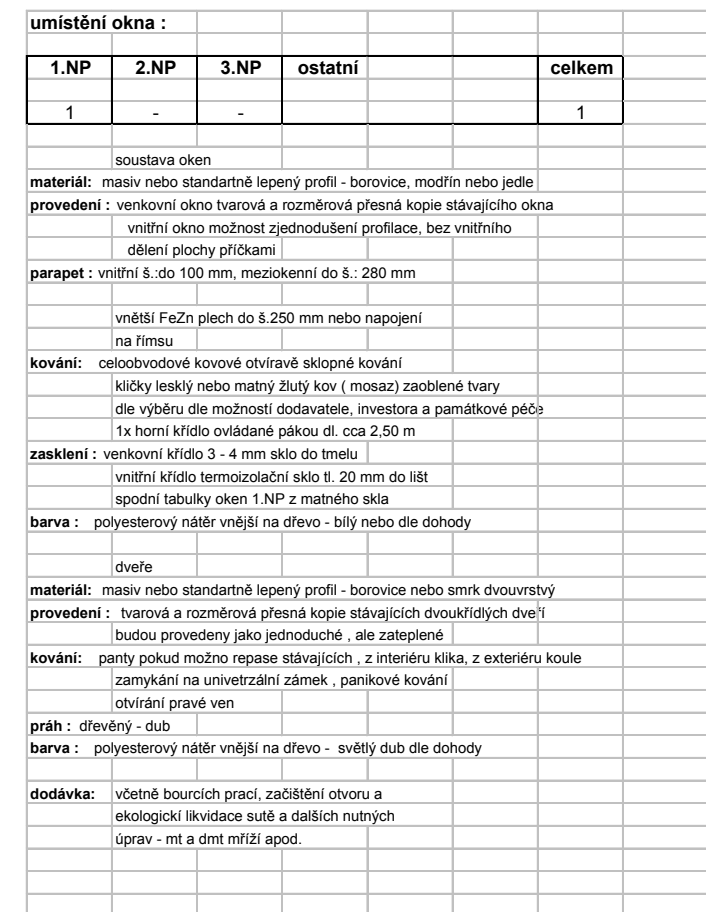 umístění okna :
1.NP 2.NP 3.NP ostatní celkem
1 - - 1
soustava oken
materiál: masiv nebo standartně lepený profil - borovice, modřín nebo jedle
provedení : venkovní okno tvarová a rozměrová přesná kopie stávajícího okna
vnitřní okno možnost zjednodušení profilace, bez vnitřního
dělení plochy příčkami
parapet : vnitřní š.:do 100 mm, meziokenní do š.: 280 mm
vnětší FeZn plech do š.250 mm nebo napojení
na římsu
kování: celoobvodové kovové otvíravě sklopné kování
kličky lesklý nebo matný žlutý kov ( mosaz) zaoblené tvary
dle výběru dle možností dodavatele, investora a památkové péče
1x horní křídlo ovládané pákou dl. cca 2,50 m
zasklení : venkovní křídlo 3 - 4 mm sklo do tmelu
vnitřní křídlo termoizolační sklo tl. 20 mm do lišt
spodní tabulky oken 1.NP z matného skla
barva : polyesterový nátěr vnější na dřevo - bílý nebo dle dohody
dveře
materiál: masiv nebo standartně lepený profil - borovice nebo smrk dvouvrstvý
provedení : tvarová a rozměrová přesná kopie stávajících dvoukřídlých dveří
budou provedeny jako jednoduché , ale zateplené
kování: panty pokud možno repase stávajících , z interiéru klika, z exteriéru koule
zamykání na univetrzální zámek , panikové kování
otvírání pravé ven
práh : dřevěný - dub
barva : polyesterový nátěr vnější na dřevo - světlý dub dle dohody
dodávka: včetně bourcích prací, začištění otvoru a
ekologickí likvidace sutě a dalších nutných
úprav - mt a dmt mříží apod.